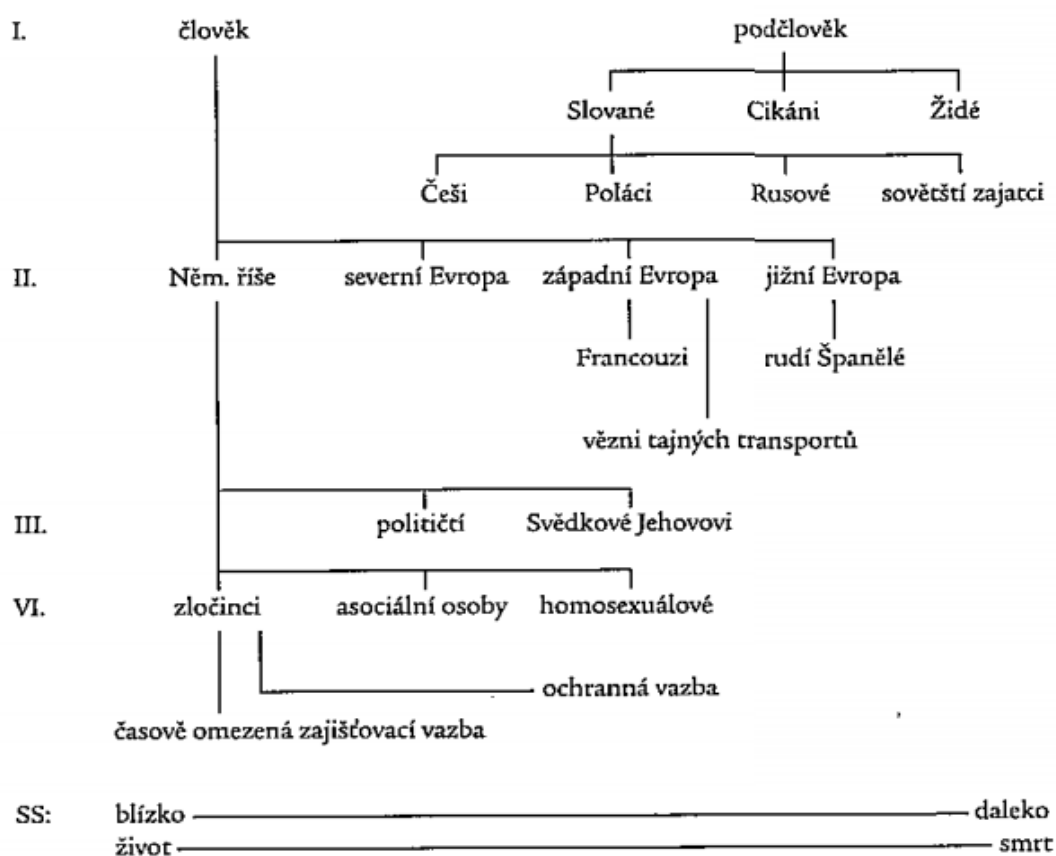 I. člověk podčlověk
Slované Cikáni Židé
Češi Poláci Rusové sovětští zajatci
II. Něm. říše severní Evropa západní Evropa jižní Evropa
Francouzi rudí Španělé
vězni tajných transportů
III. političtí Svědkové Jehovovi
VI. zločinci asociální osoby homosexuálové
ochranná vazba
časově omezená zajišťovací vazba
SS: blízko daleko
život smrt